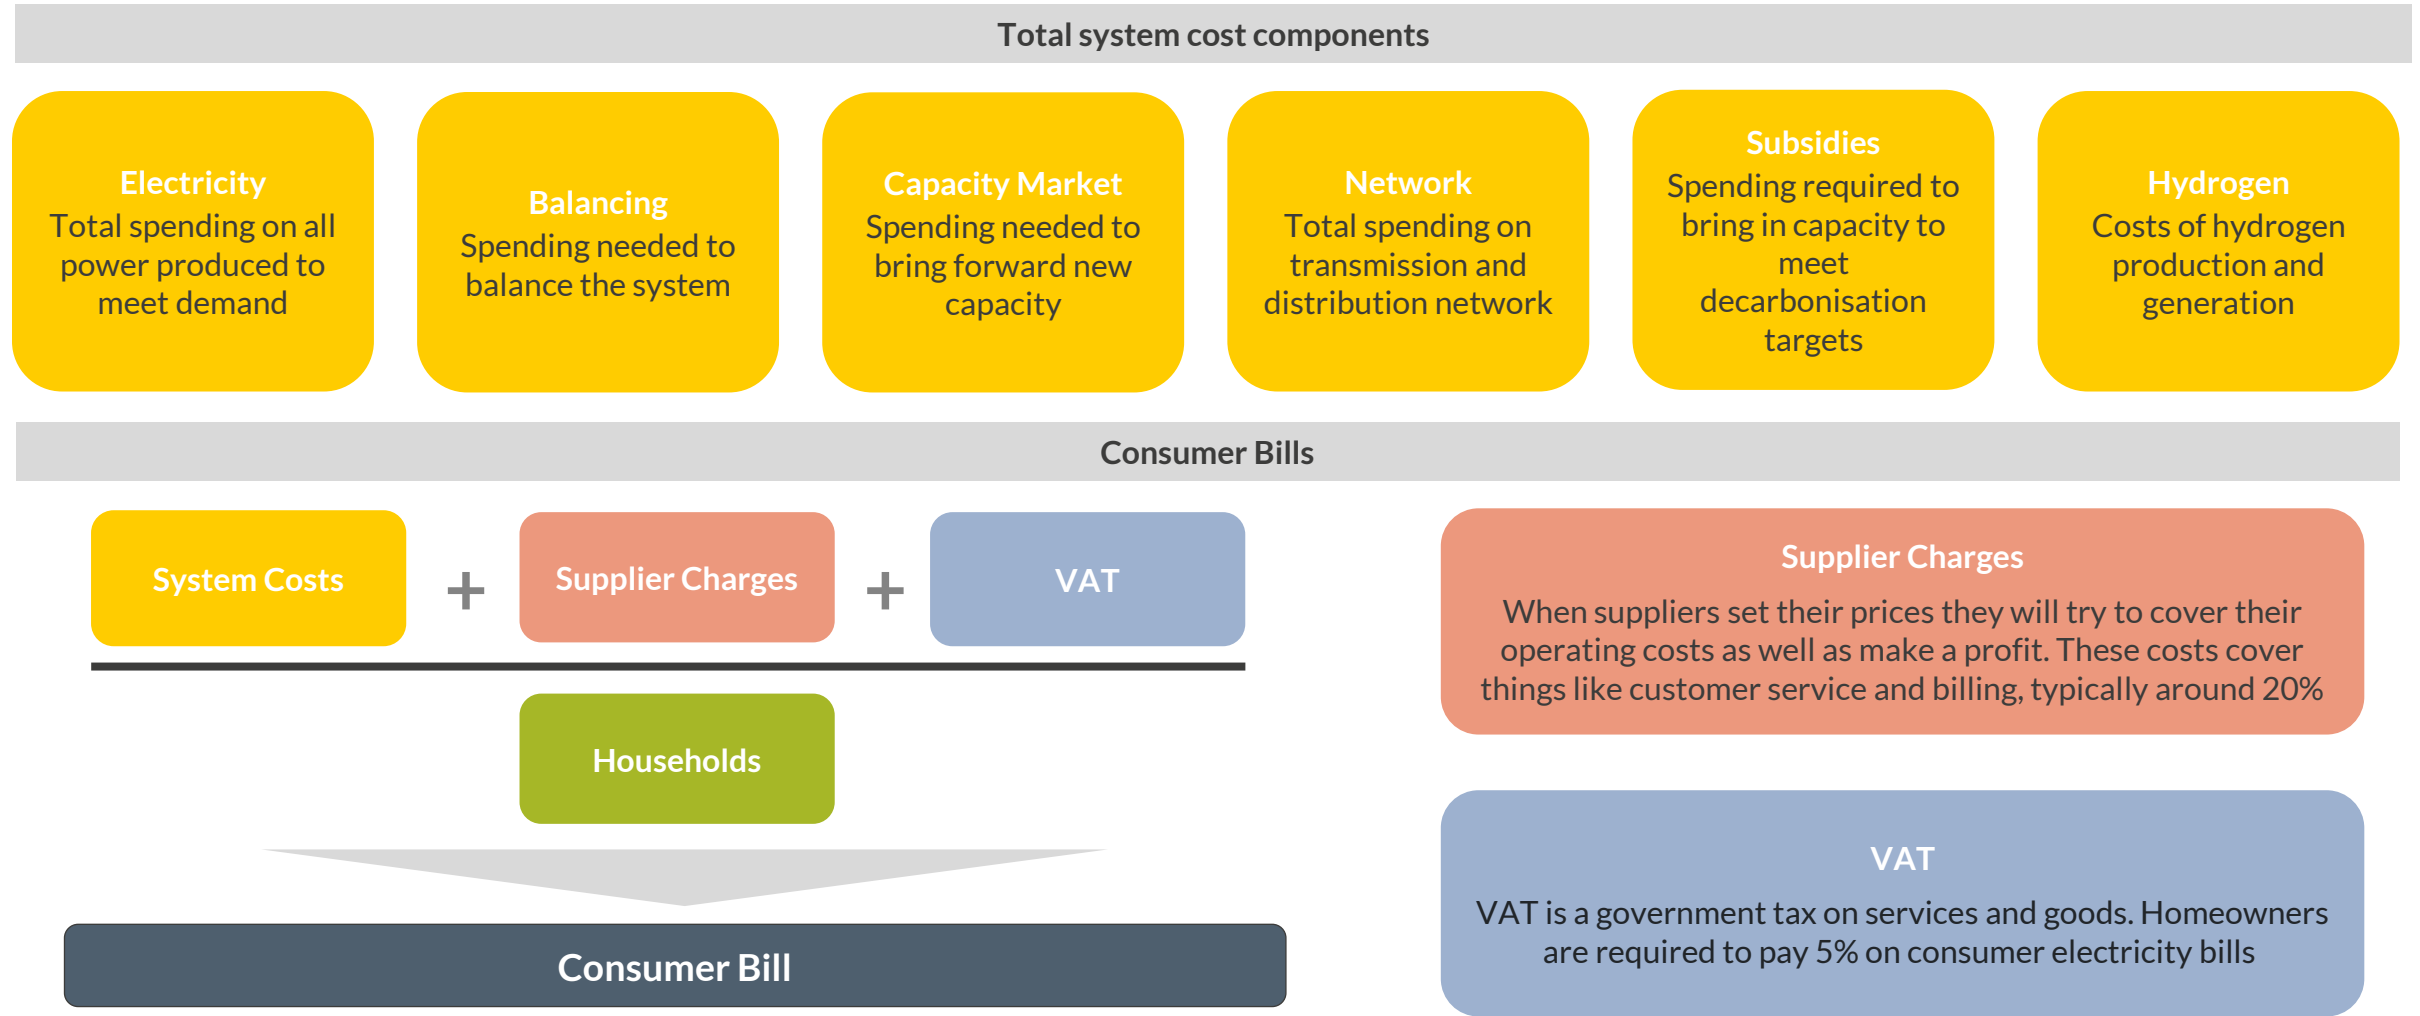 Total system cost components
Electricity
Total spending on all
power produced to
meet demand
Balancing
Spending needed to
balance the system
Capacity Market
Spending needed to
bring forward new
capacity
Network
Total spending on
transmission and
distribution network
Subsidies
Spending required to
bring in capacity to
meet
decarbonisation
targets
Hydrogen
Costs of hydrogen
production and
generation
Consumer Bills
System Costs
+
Supplier Charges
+
VAT
Households
Consumer Bill
Supplier Charges
When suppliers set their prices they will try to cover their
operating costs as well as make a profit. These costs cover
things like customer service and billing, typically around 20%
VAT
VAT is a government tax on services and goods. Homeowners
are required to pay 5% on consumer electricity bills